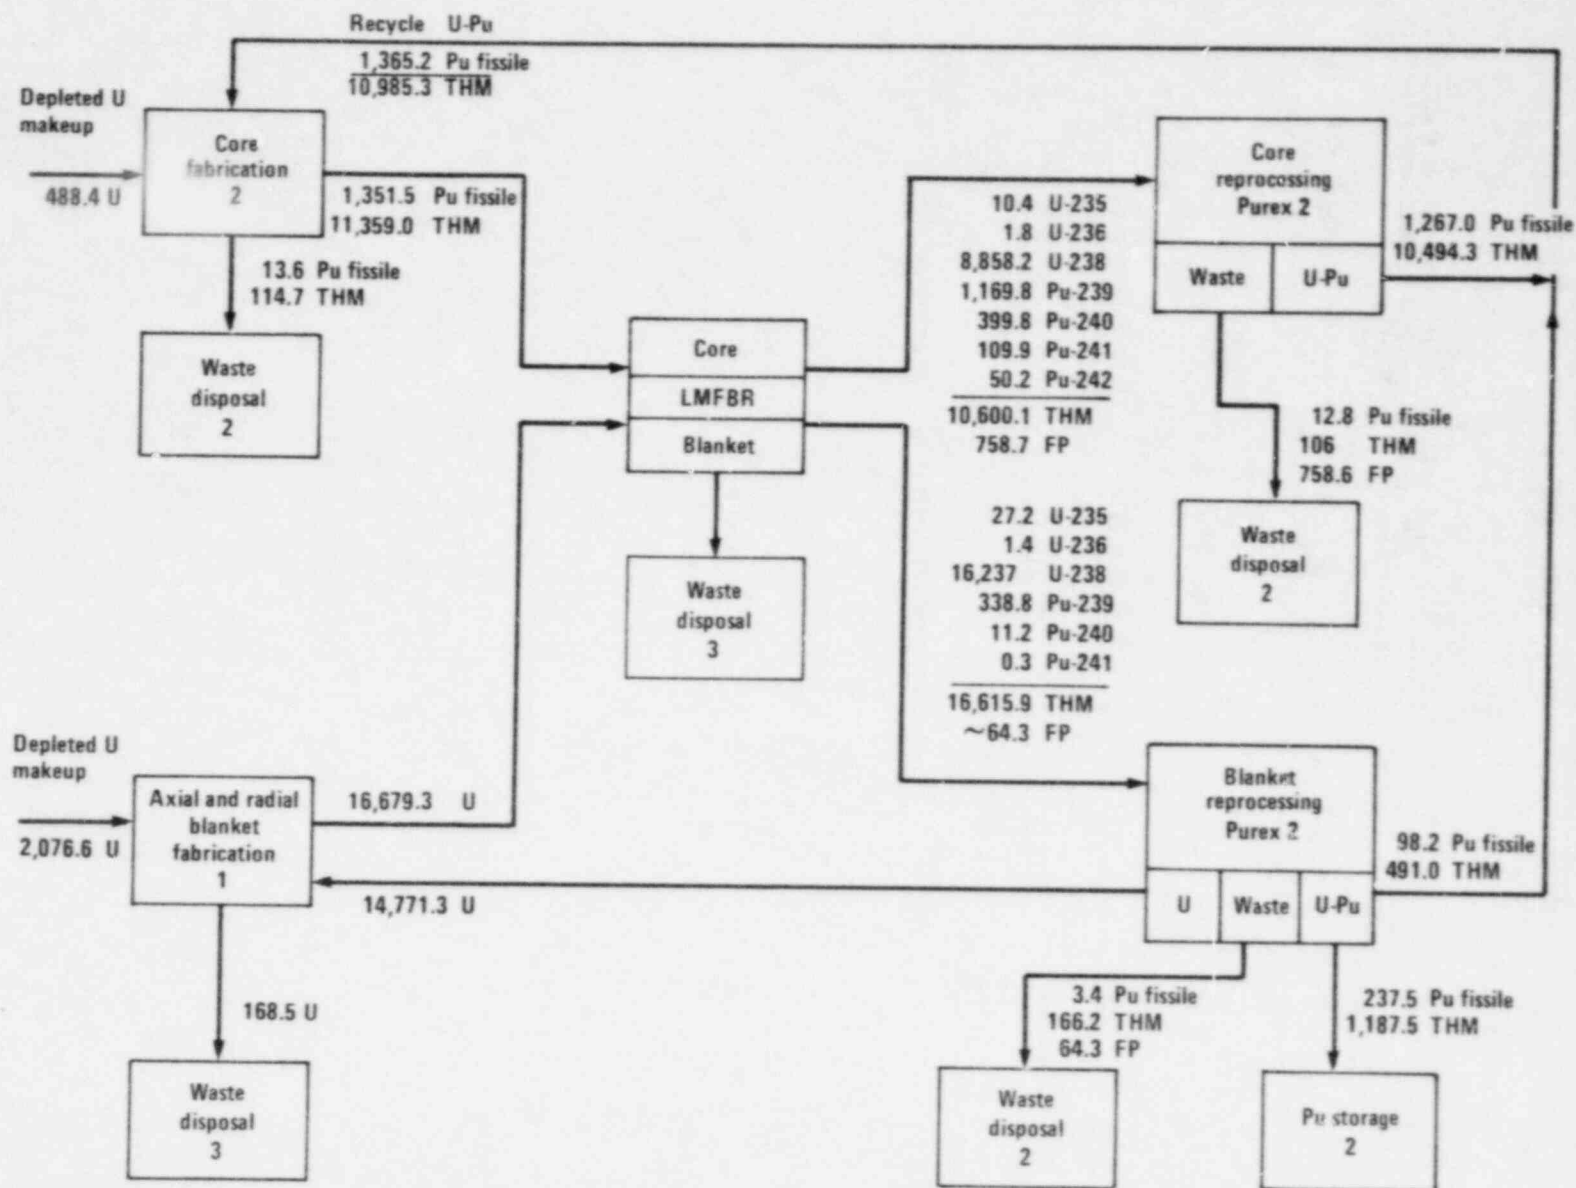 Recycle U-Pu
1,365.2 Pu fissile
10,985.3 THM
Depleted U
makeup
488.4 U
Core
fabrication
2
1,351.5 Pu fissile
11,359.0 THM
13.6 Pu fissile
114.7 THM
Waste
disposal
2
Core
LMFBR
Blanket
Waste
disposal
3
10.4 U-235
1.8 U-236
8,858.2 U-238
1,169.8 Pu-239
399.8 Pu-240
109.9 Pu-241
50.2 Pu-242
10,600.1 THM
758.7 FP
Core
reprocossing
Purex 2
Waste
U-Pu
1,267.0 Pu fissile
10,494.3 THM
12.8 Pu fissile
106 THM
758.6 FP
Waste
disposal
2
27.2 U-235
1.4 U-236
16,237 U-238
338.8 Pu-239
11.2 Pu-240
0.3 Pu-241
16,615.9 THM
~64.3 FP
Depleted U
makeup
2,076.6 U
Axial and radial
blanket
fabrication
1
16,679.3 U
14,771.3 U
168.5 U
Waste
disposal
3
Blanket
reprocessing
Purex 2
U
Waste
U-Pu
98.2 Pu fissile
491.0 THM
3.4 Pu fissile
166.2 THM
64.3 FP
237.5 Pu fissile
1,187.5 THM
Waste
disposal
2
Pu storage
2